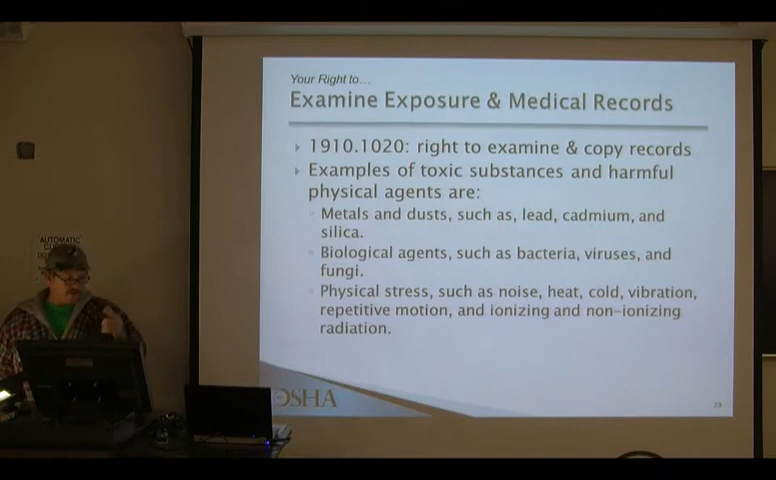 Your Right to...
Examine Exposure & Medical Records
1910.1020: right to examine & copy records
Examples of toxic substances and harmful
physical agents are:
Metals and dusts, such as, lead, cadmium, and
silica.
Biological agents, such as bacteria, viruses, and
fungi.
Physical stress, such as noise, heat, cold, vibration,
repetitive motion, and ionizing and non-ionizing
radiation.
AUTOMATIC
OSHA